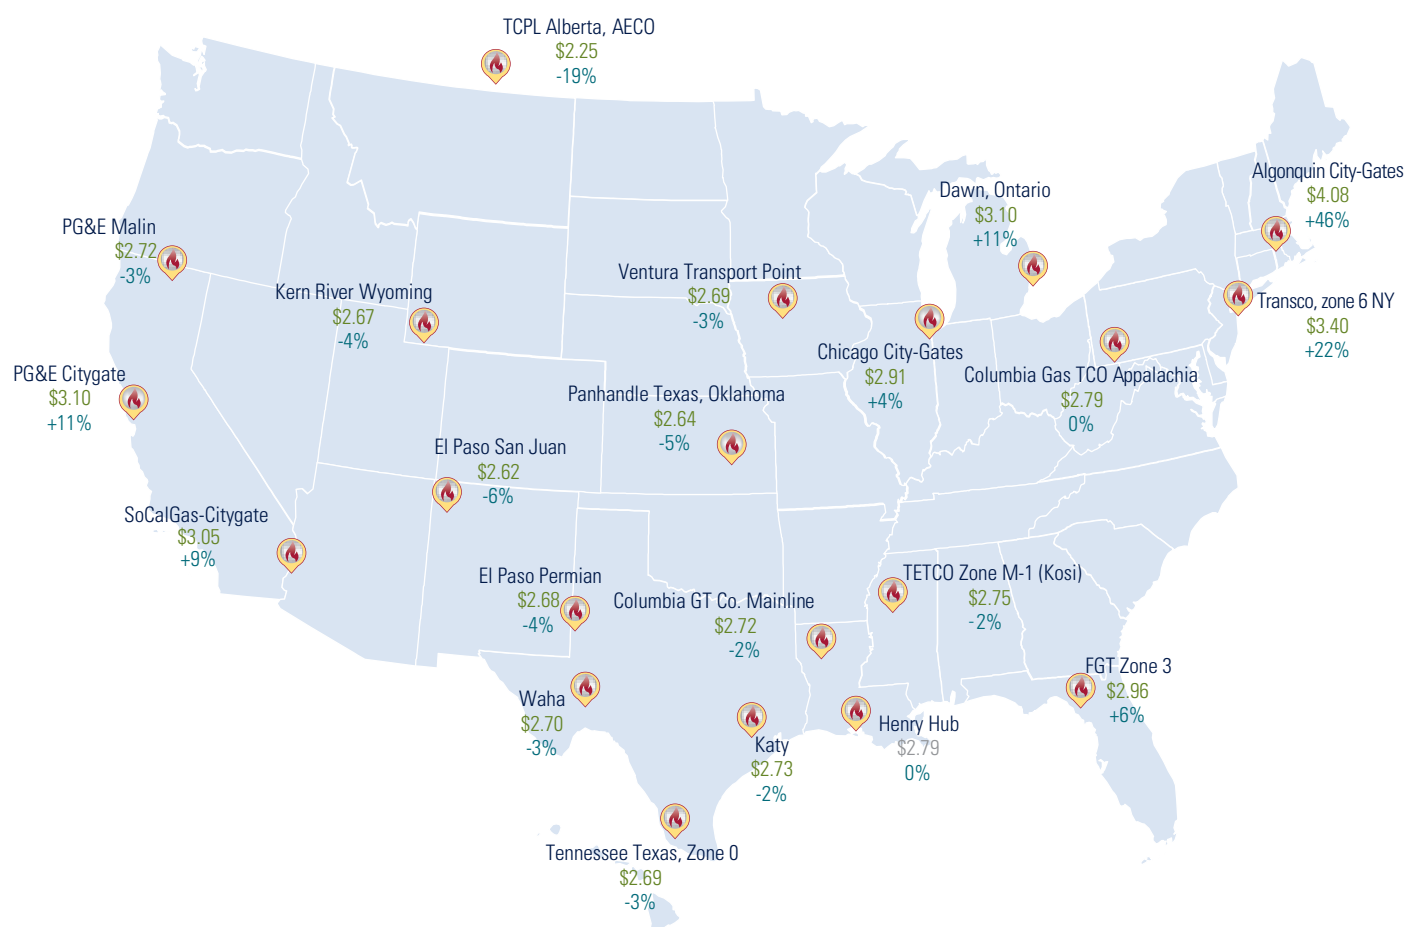 TCPL Alberta, AECO
$2.25
-19%
Algonquin City-Gates
$4.08
+46%
Dawn, Ontario
$3.10
+11%
PG&E Malin
$2.72
-3%
Ventura Transport Point
$2.69
-3%
Kern River Wyoming
$2.67
-4%
Transco, zone 6 NY
$3.40
+22%
Chicago City-Gates
$2.91
+4%
Columbia Gas TCO Appalachia
$2.79
0%
PG&E Citygate
$3.10
+11%
Panhandle Texas, Oklahoma
$2.64
-5%
El Paso San Juan
$2.62
-6%
SoCalGas-Citygate
$3.05
+9%
El Paso Permian
$2.68
-4%
Columbia GT Co. Mainline
$2.72
-2%
TETCO Zone M-1 (Kosi)
$2.75
-2%
FGT Zone 3
$2.96
+6%
Waha
$2.70
-3%
Katy
$2.73
-2%
Henry Hub
$2.79
0%
Tennessee Texas, Zone 0
$2.69
-3%